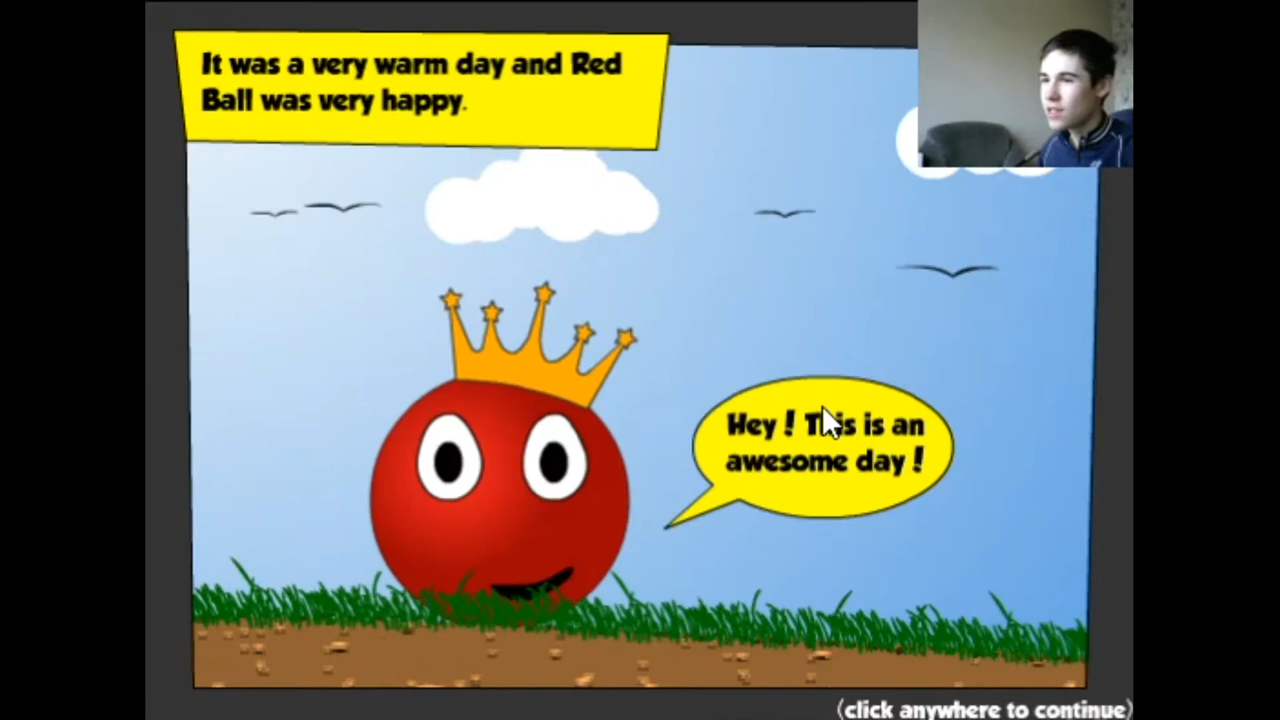 It was a very warm day and Red
Ball was very happy.
Hey! This is an
awesome day!
(click anywhere to continue)